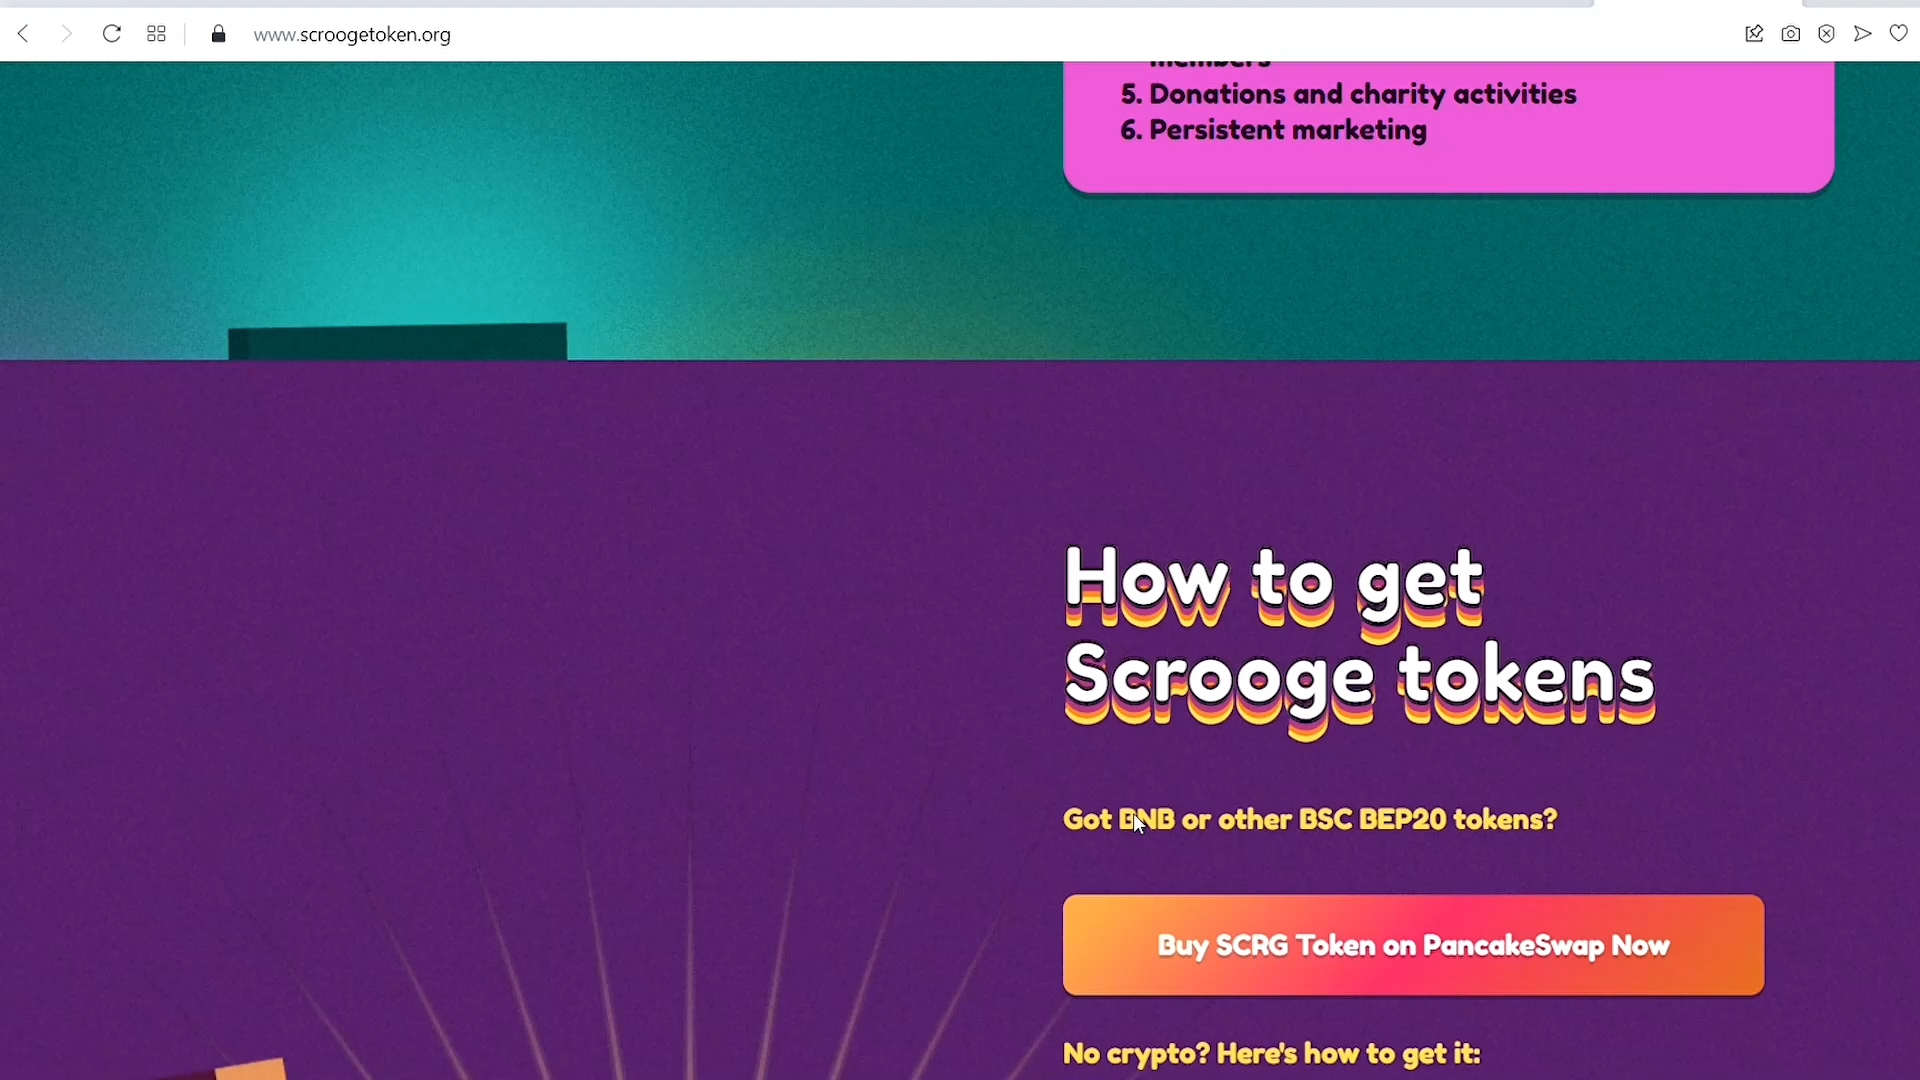 www.scroogetoken.org
members
5. Donations and charity activities
6. Persistent marketing
How to get
Scrooge tokens
Got BNB or other BSC BEP20 tokens?
Buy SCRG Token on PancakeSwap Now
No crypto? Here's how to get it: